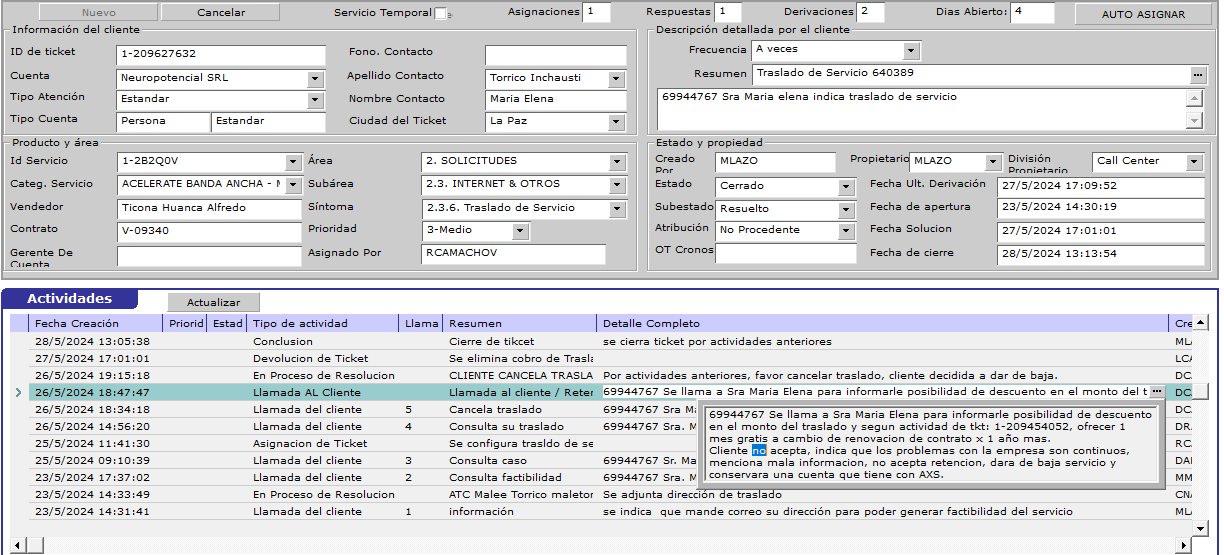 Nuevo Cancelar Servicio Temporal Asignaciones 1 Respuestas 1 Derivaciones 2 Dias Abierto: 4 AUTO ASIGNAR
Información del cliente
ID de ticket 1-209627632 Fono. Contacto
Cuenta Neuropotencial SRL Apellido Contacto Torrico Inchausti
Tipo Atención Estandar Nombre Contacto Maria Elena
Tipo Cuenta Persona Estandar Ciudad del Ticket La Paz
Descripción detallada por el cliente
Frecuencia A veces
Resumen Traslado de Servicio 640389
69944767 Sra Maria elena indica traslado de servicio
Producto y área
Id Servicio 1-2B2Q0V Área 2. SOLICITUDES
Categ. Servicio ACELERATE BANDA ANCHA - Subárea 2.3. INTERNET & OTROS
Vendedor Ticona Huanca Alfredo Síntoma 2.3.6. Traslado de Servicio
Contrato V-09340 Prioridad 3-Medio
Gerente De Cuenta Asignado Por RCAMACHOV
Estado y propiedad
Creado Por MLAZO Propietario MLAZO División Propietario Call Center
Estado Cerrado Fecha Ult. Derivación 27/5/2024 17:09:52
Subestado Resuelto Fecha de apertura 23/5/2024 14:30:19
Atribución No Procedente Fecha Solucion 27/5/2024 17:01:01
OT Cronos Fecha de cierre 28/5/2024 13:13:54
Actividades Actualizar
Fecha Creación Priorid Estad Tipo de actividad Llama Resumen Detalle Completo Cre
28/5/2024 13:05:38 Conclusion Cierre de tikcet se cierra ticket por actividades anteriores ML
27/5/2024 17:01:01 Devolucion de Ticket Se elimina cobro de Trasla LCA
26/5/2024 19:15:18 En Proceso de Resolucion CLIENTE CANCELA TRASLA Por actividades anteriores, favor cancelar traslado, cliente decidida a dar de baja. DC
26/5/2024 18:47:47 Llamada AL Cliente Llamada al cliente / Reter 69944767 Se llama a Sra Maria Elena para informarle posibilidad de descuento en el monto del t DC
26/5/2024 18:34:18 Llamada del cliente 5 Cancela traslado 69944767 Sra M DC
26/5/2024 14:56:20 Llamada del cliente 4 Consulta su traslado 69944767 Sra. M DR
25/5/2024 11:41:30 Asignacion de Ticket Se configura trasldo de se RC
25/5/2024 09:10:39 Llamada del cliente 3 Consulta caso 69944767 Sr. Ma DA
23/5/2024 17:37:02 Llamada del cliente 2 Consulta factibilidad 69944767 Sra. M MM
23/5/2024 14:33:49 En Proceso de Resolucion ATC Malee Torrico maletor Se adjunta dirección de traslado CN
23/5/2024 14:31:41 Llamada del cliente 1 información se indica que mande correo su dirección para poder generar factibilidad del servicio ML
69944767 Se llama a Sra Maria Elena para informarle posibilidad de descuento
en el monto del traslado y segun actividad de tkt: 1-209454052, ofrecer 1
mes gratis a cambio de renovacion de contrato x 1 año mas.
Cliente no acepta, indica que los problemas con la empresa son continuos,
menciona mala informacion, no acepta retencion, dara de baja servicio y
conservara una cuenta que tiene con AXS.